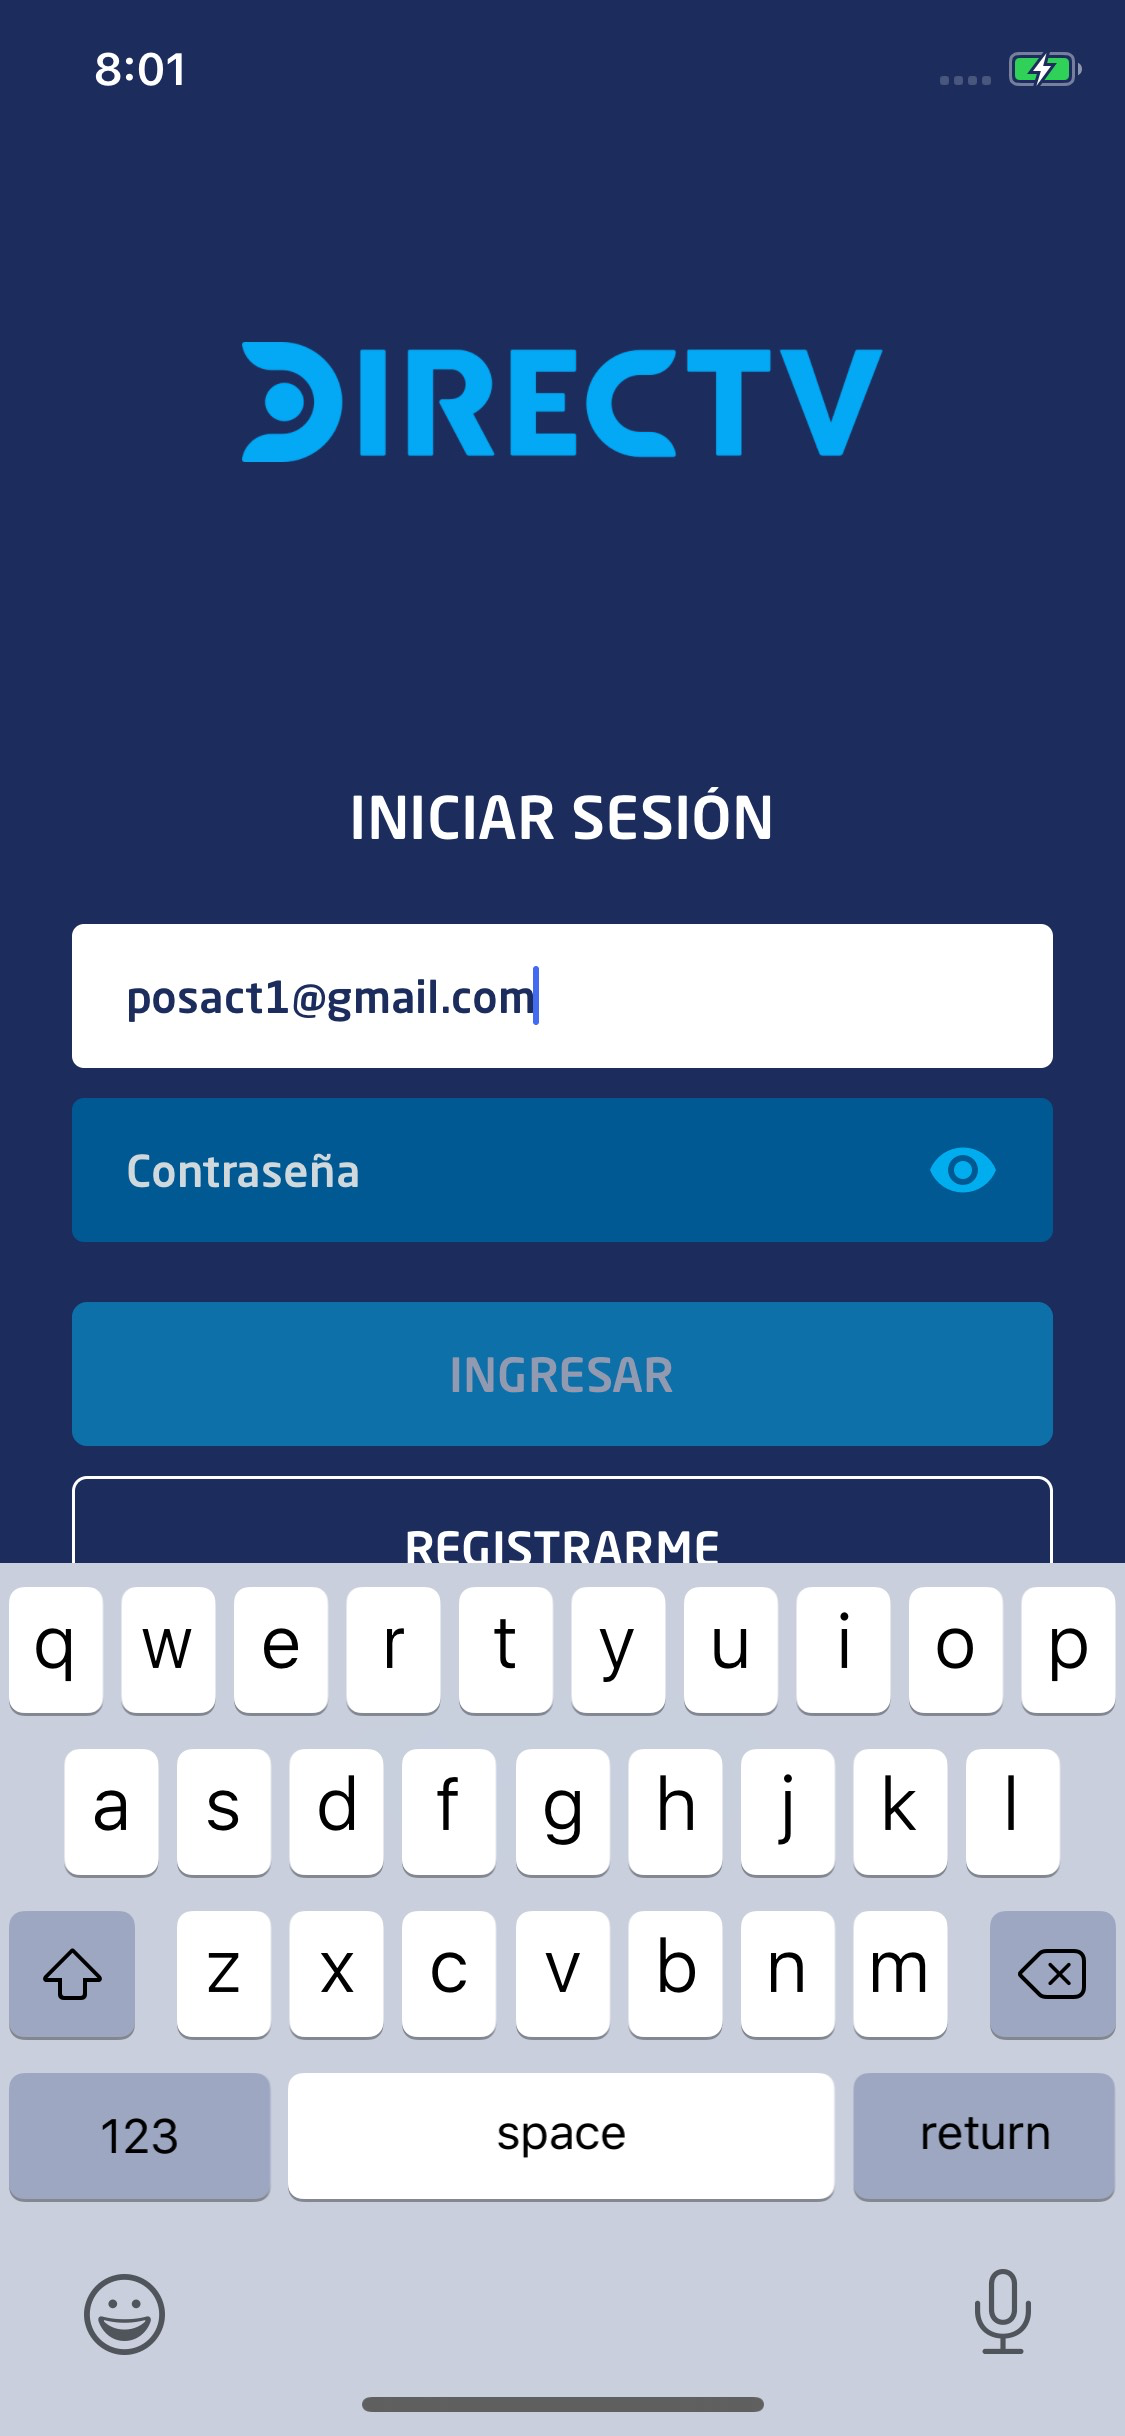 8:01
DIRECTV
INICIAR SESIÓN
posact1@gmail.com
Contraseña
INGRESAR
REGISTRARME
q w e r t y u i o p
a s d f g h j k l
z x c v b n m
123 space return